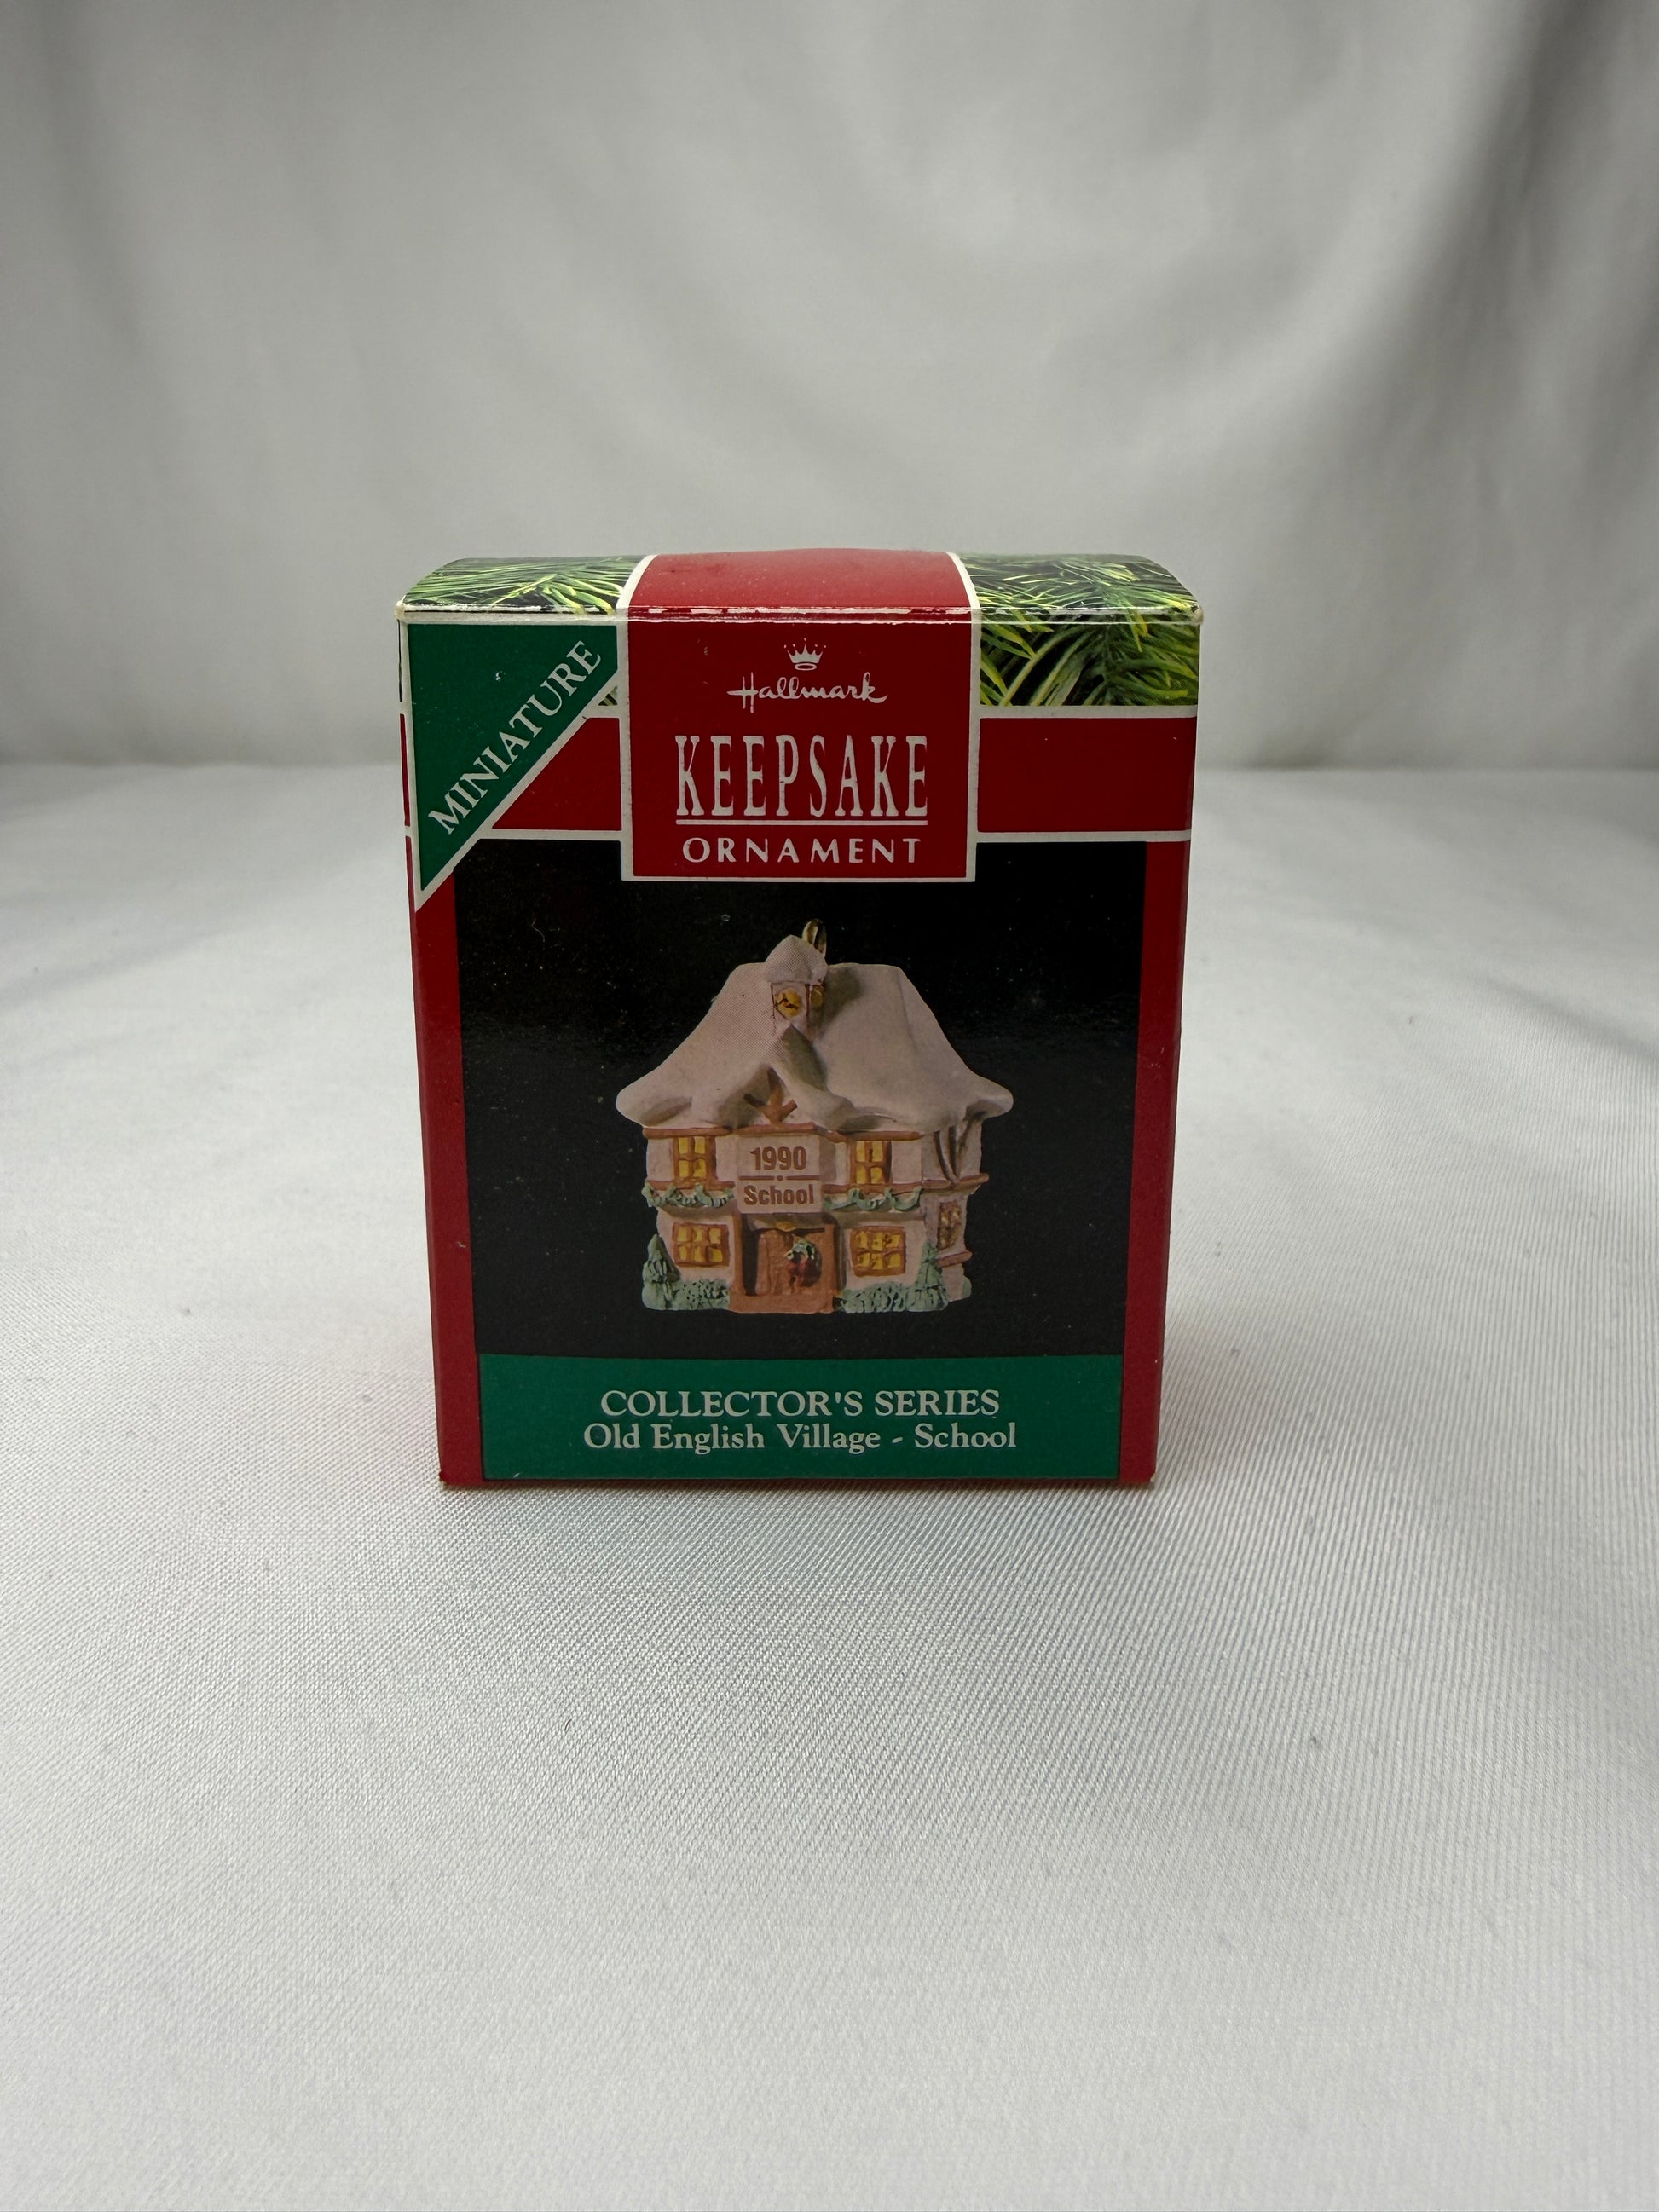 MINIATURE
Hallmark
KEEPSAKE
ORNAMENT
1990
School
COLLECTOR'S SERIES
Old English Village - School